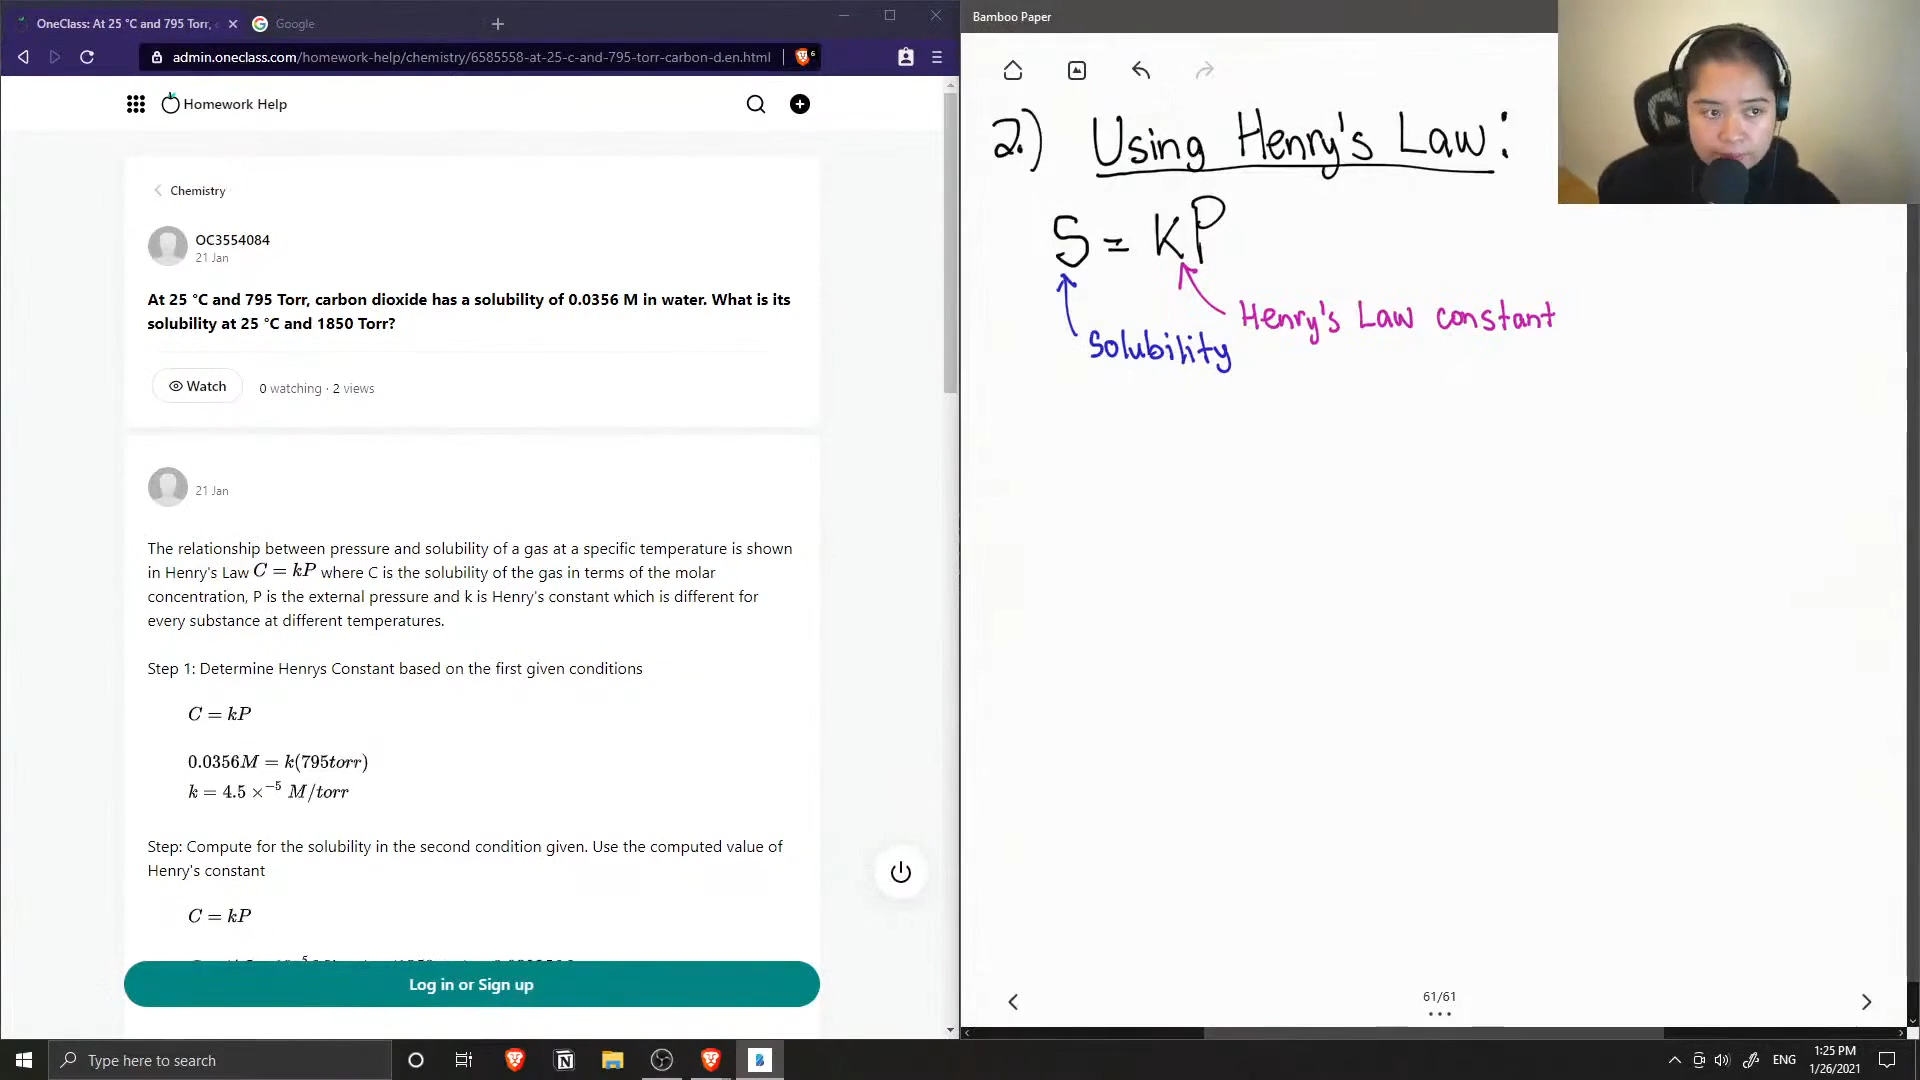 OneClass: At 25 °C and 795 Torr, c
Google
admin.oneclass.com/homework-help/chemistry/6585558-at-25-c-and-795-torr-carbon-d.en.html
6
Homework Help
Chemistry
OC3554084
21 Jan
At 25 °C and 795 Torr, carbon dioxide has a solubility of 0.0356 M in water. What is its
solubility at 25 °C and 1850 Torr?
Watch
0 watching · 2 views
21 Jan
The relationship between pressure and solubility of a gas at a specific temperature is shown
in Henry's Law C = kP where C is the solubility of the gas in terms of the molar
concentration, P is the external pressure and k is Henry's constant which is different for
every substance at different temperatures.
Step 1: Determine Henrys Constant based on the first given conditions
C = kP
0.0356M = k(795torr)
k = 4.5 ×⁻⁵ M/torr
Step: Compute for the solubility in the second condition given. Use the computed value of
Henry's constant
C = kP
Log in or Sign up
Bamboo Paper
2.) Using Henry's Law:
S = kP
Henry's Law constant
Solubility
61/61
Type here to search
ENG
1:25 PM
1/26/2021